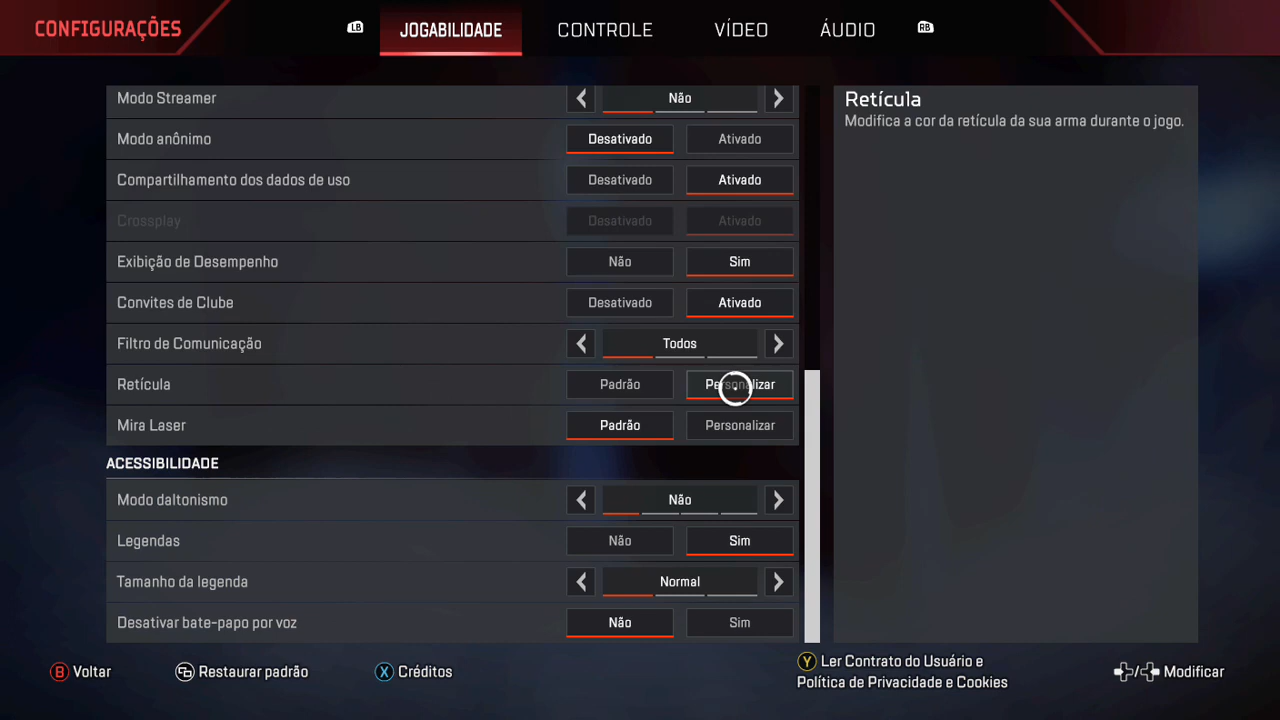 CONFIGURAÇÕES
LB JOGABILIDADE CONTROLE VÍDEO ÁUDIO RB
Modo Streamer Não
Modo anônimo Desativado Ativado
Compartilhamento dos dados de uso Desativado Ativado
Crossplay Desativado Ativado
Exibição de Desempenho Não Sim
Convites de Clube Desativado Ativado
Filtro de Comunicação Todos
Retícula Padrão Personalizar
Mira Laser Padrão Personalizar
ACESSIBILIDADE
Modo daltonismo Não
Legendas Não Sim
Tamanho da legenda Normal
Desativar bate-papo por voz Não Sim
Retícula
Modifica a cor da retícula da sua arma durante o jogo.
B Voltar
Restaurar padrão
X Créditos
Y Ler Contrato do Usuário e
Política de Privacidade e Cookies
/ Modificar